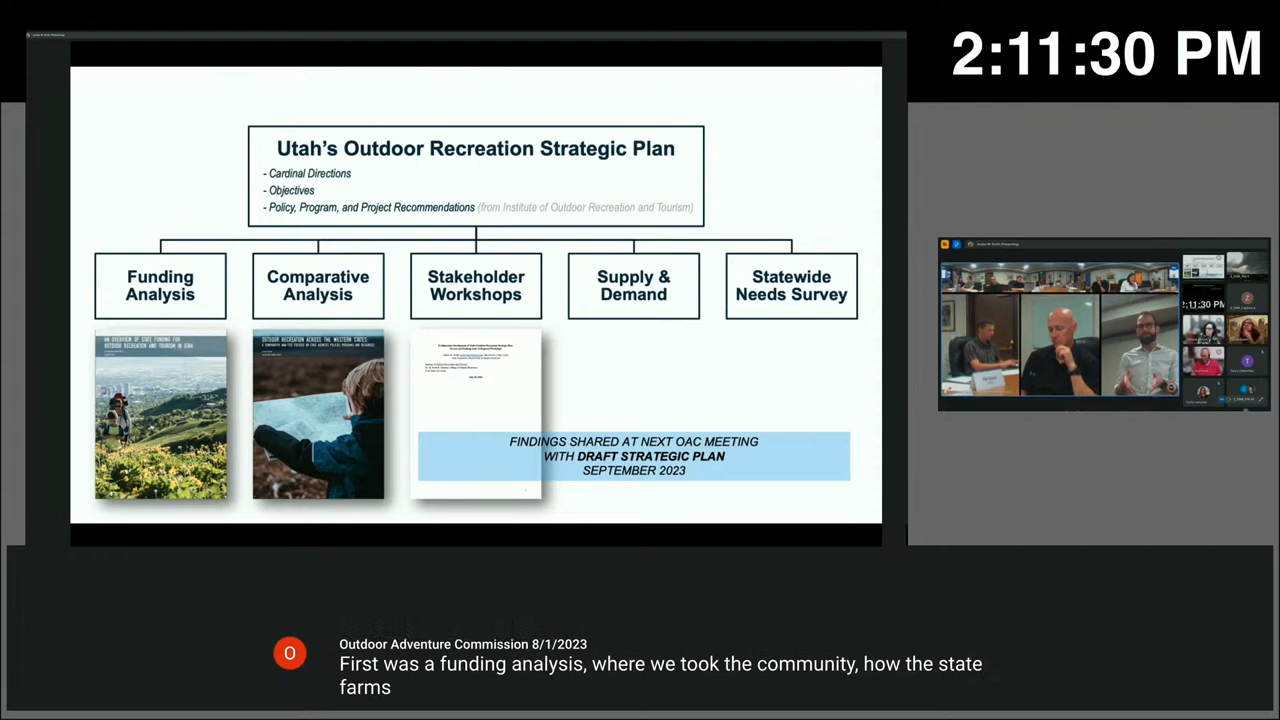 2:11:30 PM
Utah's Outdoor Recreation Strategic Plan
- Cardinal Directions
- Objectives
- Policy, Program, and Project Recommendations (from Institute of Outdoor Recreation and Tourism)
Funding
Analysis
Comparative
Analysis
Stakeholder
Workshops
Supply &
Demand
Statewide
Needs Survey
AN OVERVIEW OF STATE FUNDING FOR
OUTDOOR RECREATION AND TOURISM IN UTAH
OUTDOOR RECREATION ACROSS THE WESTERN STATES:
FINDINGS SHARED AT NEXT OAC MEETING
WITH DRAFT STRATEGIC PLAN
SEPTEMBER 2023
2:11:30 PM
O
Outdoor Adventure Commission 8/1/2023
First was a funding analysis, where we took the community, how the state
farms